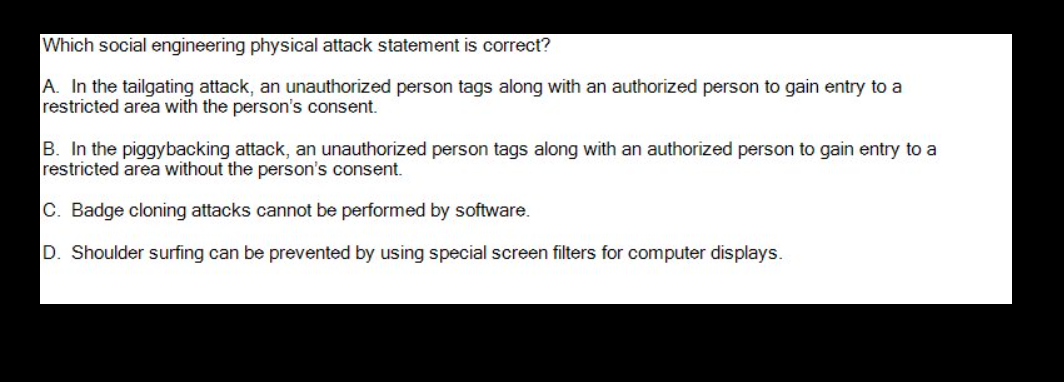 Which social engineering physical attack statement is correct?
A. In the tailgating attack, an unauthorized person tags along with an authorized person to gain entry to a
restricted area with the person's consent.
B. In the piggybacking attack, an unauthorized person tags along with an authorized person to gain entry to a
restricted area without the person's consent.
C. Badge cloning attacks cannot be performed by software.
D. Shoulder surfing can be prevented by using special screen filters for computer displays.